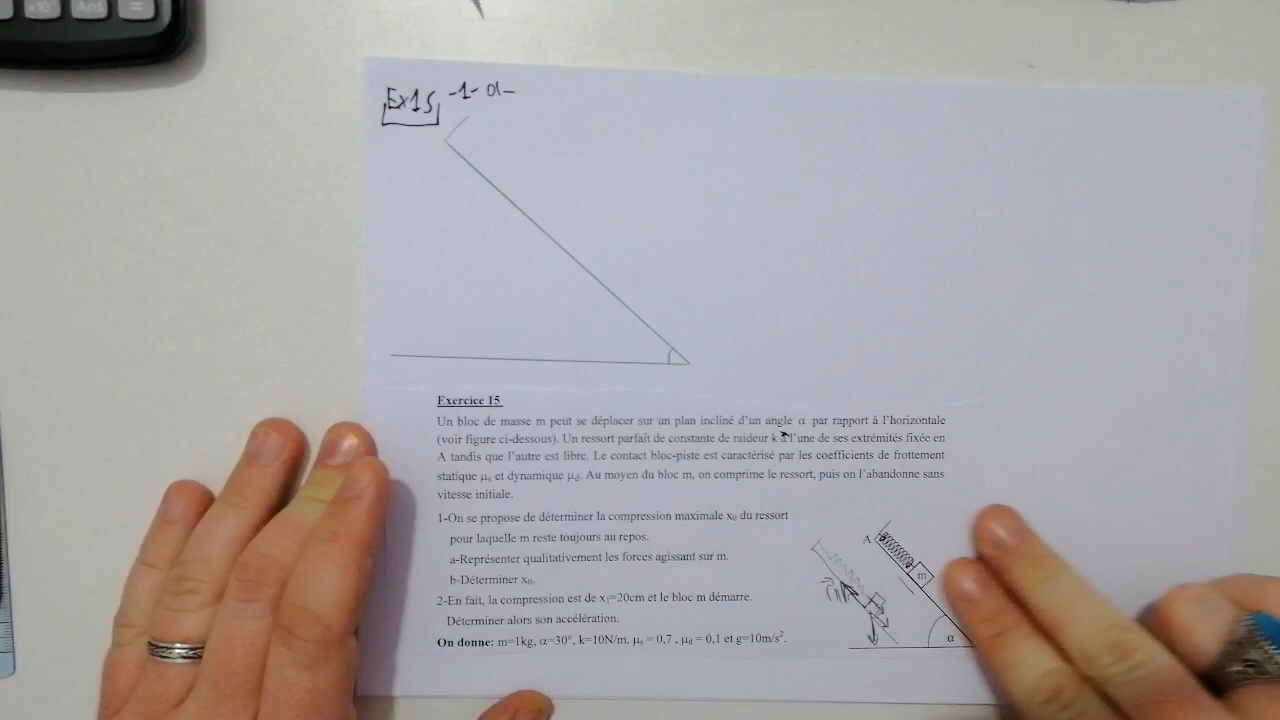 ×10ˣ Ans =
Ex15 -1- a-
Exercice 15
Un bloc de masse m peut se déplacer sur un plan incliné d'un angle α par rapport à l'horizontale
(voir figure ci-dessous). Un ressort parfait de constante de raideur k a l'une de ses extrémités fixée en
A tandis que l'autre est libre. Le contact bloc-piste est caractérisé par les coefficients de frottement
statique μs et dynamique μd. Au moyen du bloc m, on comprime le ressort, puis on l'abandonne sans
vitesse initiale.
1-On se propose de déterminer la compression maximale x0 du ressort
pour laquelle m reste toujours au repos.
a-Représenter qualitativement les forces agissant sur m.
b-Déterminer x0.
2-En fait, la compression est de x1=20cm et le bloc m démarre.
Déterminer alors son accélération.
On donne: m=1kg, α=30°, k=10N/m, μs = 0,7 , μd = 0,1 et g=10m/s².
A
m
α